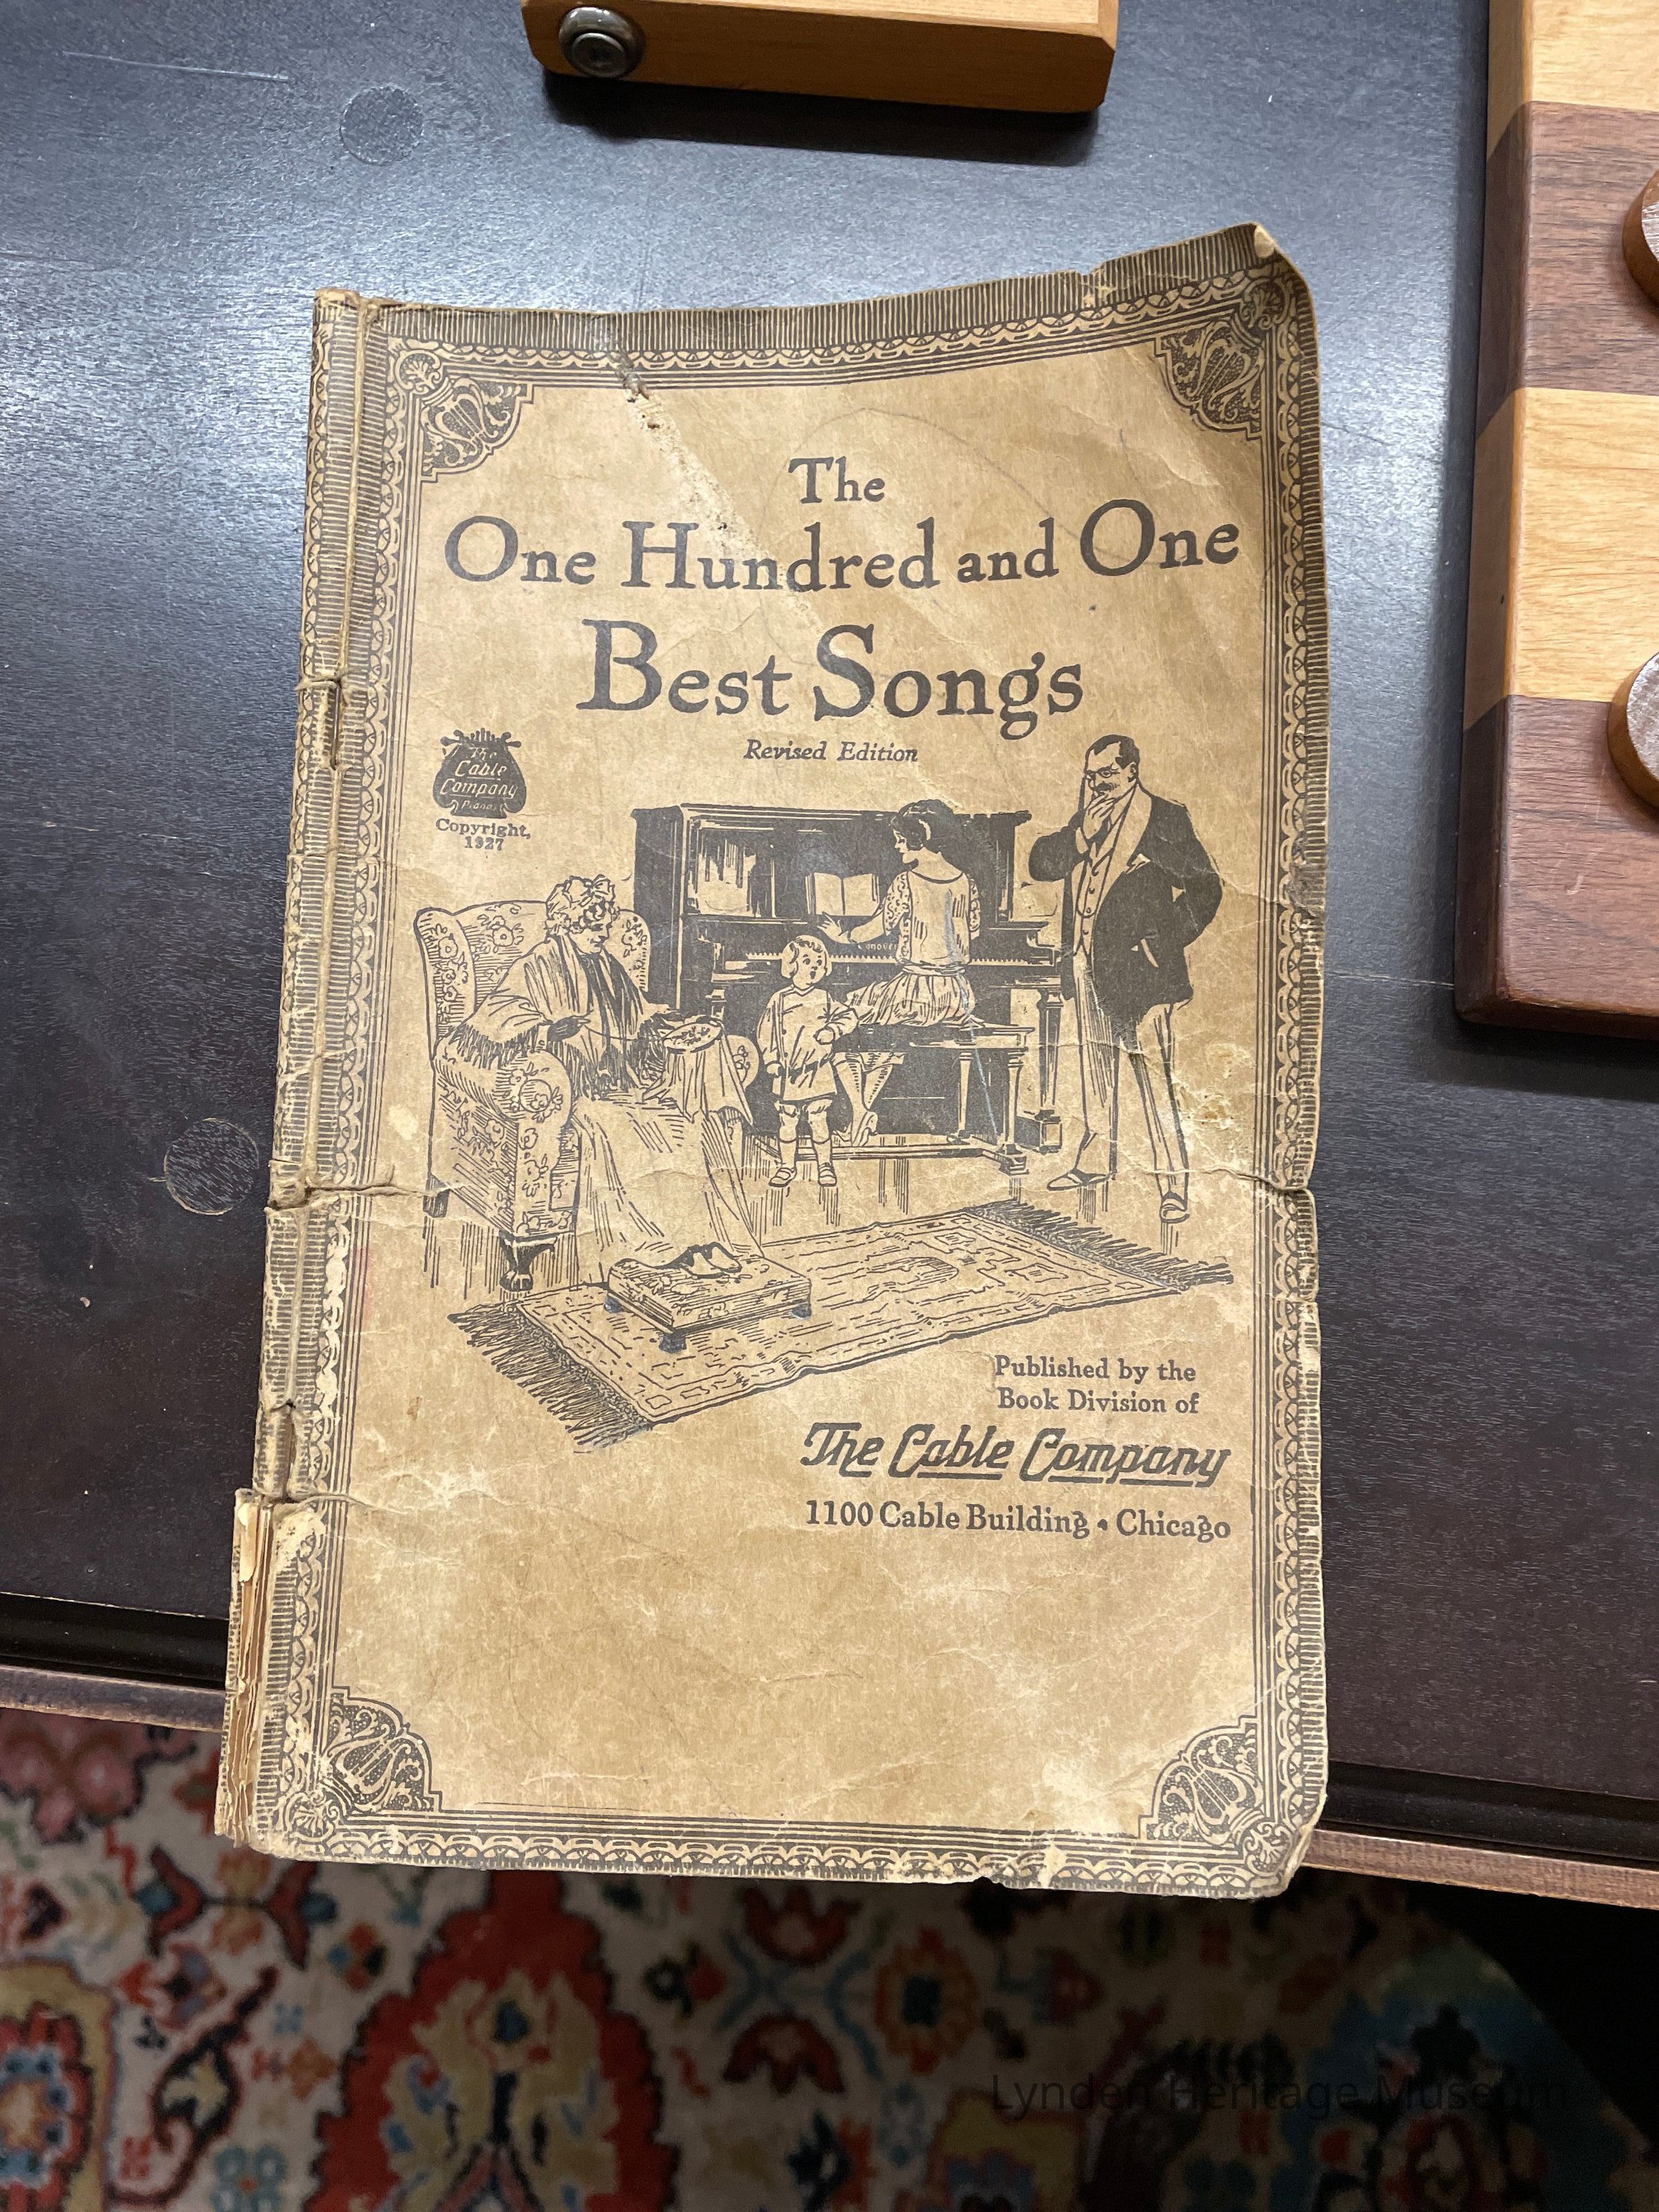 The
One Hundred and One
Best Songs
Revised Edition
The
Cable
Company
Pianos
Copyright,
1927
Published by the
Book Division of
The Cable Company
1100 Cable Building • Chicago
Lynden Heritage Museum